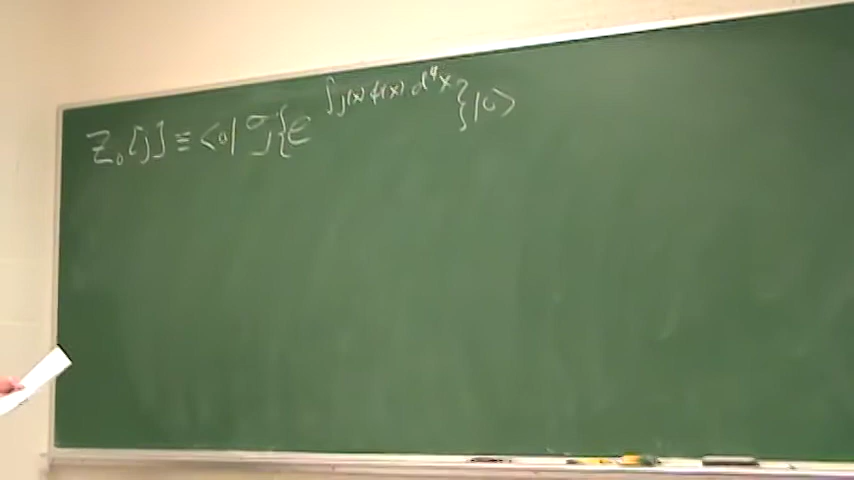 Z₀[j] ≡ <0| T{e^{∫j(x) φ(x) d⁴x}}|0>